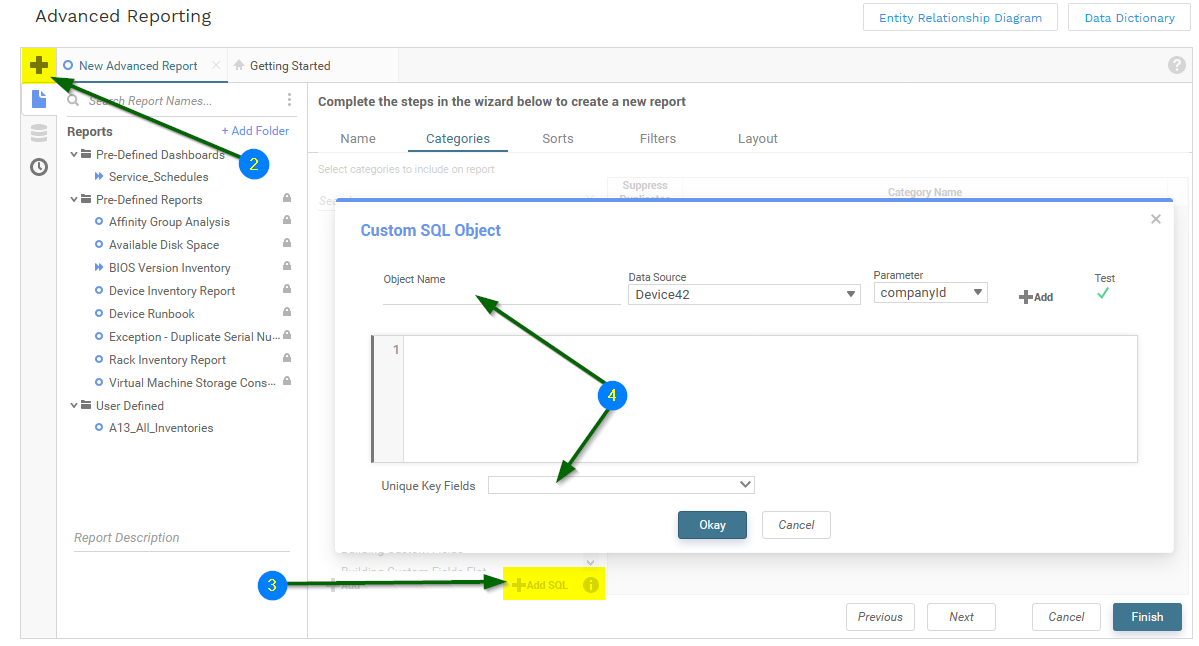 Advanced Reporting
Entity Relationship Diagram
Data Dictionary
New Advanced Report
Getting Started
Search Report Names...
Reports
+ Add Folder
Pre-Defined Dashboards
2
Service_Schedules
Pre-Defined Reports
Affinity Group Analysis
Available Disk Space
BIOS Version Inventory
Device Inventory Report
Device Runbook
Exception - Duplicate Serial Nu...
Rack Inventory Report
Virtual Machine Storage Cons...
User Defined
A13_All_Inventories
Report Description
Complete the steps in the wizard below to create a new report
Name
Categories
Sorts
Filters
Layout
Select categories to include on report
Suppress
Category Name
Custom SQL Object
Object Name
Data Source
Device42
Parameter
companyId
Add
Test
1
4
Unique Key Fields
Okay
Cancel
Building Custom Fields Flat
3
Add
Add SQL
Previous
Next
Cancel
Finish